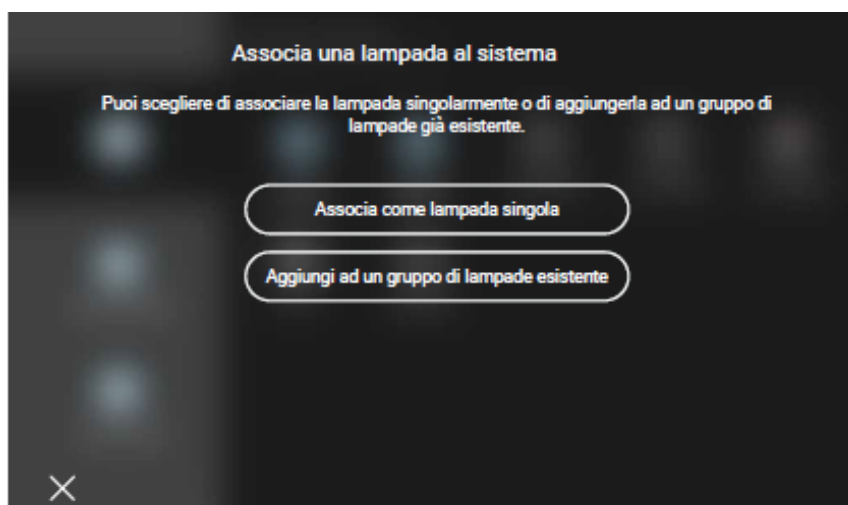 Associa una lampada al sistema
Puoi scegliere di associare la lampada singolarmente o di aggiungerla ad un gruppo di
lampade già esistente.
Associa come lampada singola
Aggiungi ad un gruppo di lampade esistente